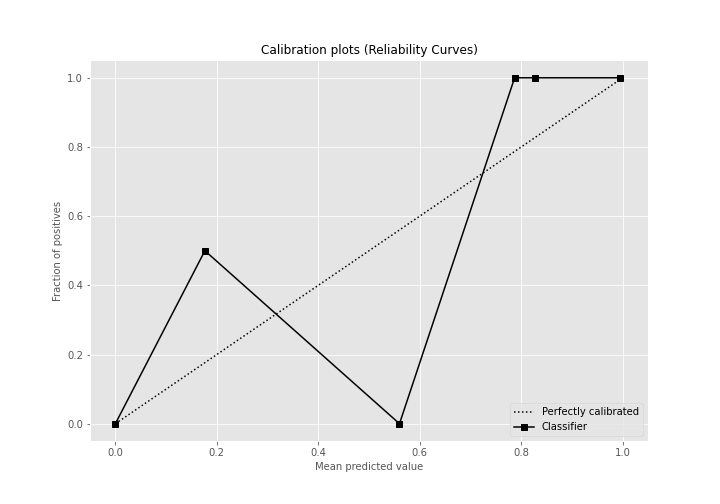 Calibration plots (Reliability Curves)
1.0
0.8
0.6
0.4
0.2
0.0
Fraction of positives
0.0 0.2 0.4 0.6 0.8 1.0
Mean predicted value
Perfectly calibrated
Classifier